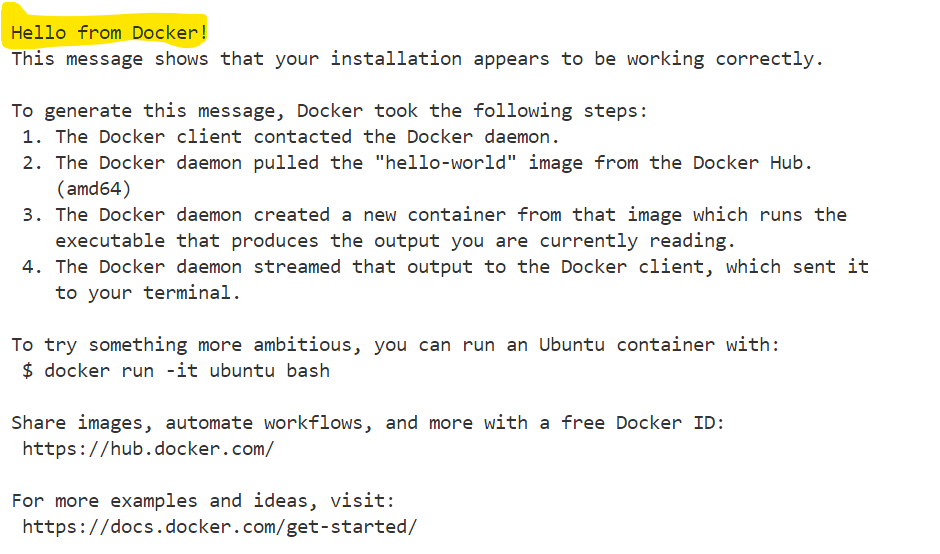 Hello from Docker!
This message shows that your installation appears to be working correctly.
To generate this message, Docker took the following steps:
1. The Docker client contacted the Docker daemon.
2. The Docker daemon pulled the "hello-world" image from the Docker Hub.
(amd64)
3. The Docker daemon created a new container from that image which runs the
executable that produces the output you are currently reading.
4. The Docker daemon streamed that output to the Docker client, which sent it
to your terminal.
To try something more ambitious, you can run an Ubuntu container with:
$ docker run -it ubuntu bash
Share images, automate workflows, and more with a free Docker ID:
https://hub.docker.com/
For more examples and ideas, visit:
https://docs.docker.com/get-started/